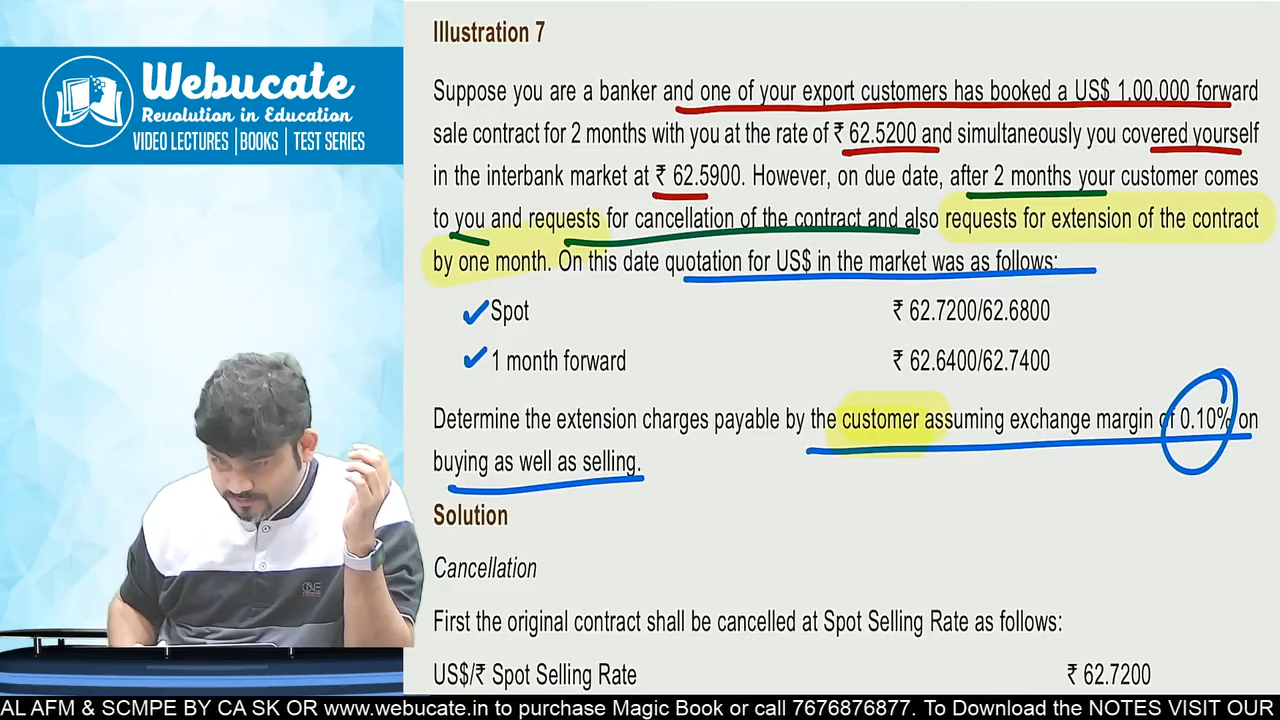 Illustration 7
Webucate
Revolution in Education
VIDEO LECTURES | BOOKS | TEST SERIES
Suppose you are a banker and one of your export customers has booked a US$ 1,00,000 forward
sale contract for 2 months with you at the rate of ₹ 62.5200 and simultaneously you covered yourself
in the interbank market at ₹ 62.5900. However, on due date, after 2 months your customer comes
to you and requests for cancellation of the contract and also requests for extension of the contract
by one month. On this date quotation for US$ in the market was as follows:
Spot ₹ 62.7200/62.6800
1 month forward ₹ 62.6400/62.7400
Determine the extension charges payable by the customer assuming exchange margin of 0.10% on
buying as well as selling.
Solution
Cancellation
First the original contract shall be cancelled at Spot Selling Rate as follows:
US$/₹ Spot Selling Rate ₹ 62.7200
AL AFM & SCMPE BY CA SK OR www.webucate.in to purchase Magic Book or call 7676876877. To Download the NOTES VISIT OUR